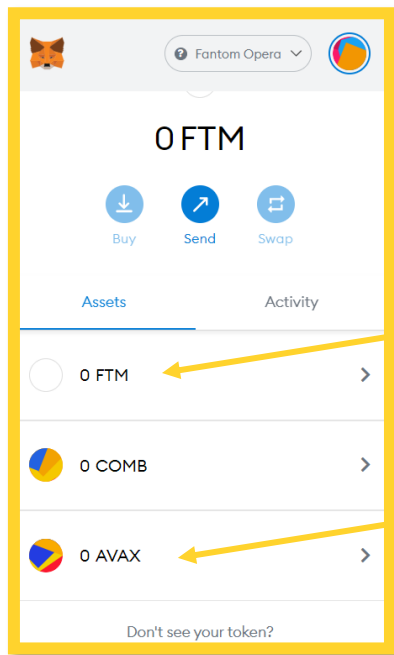 Fantom Opera
0 FTM
Buy Send Swap
Assets Activity
0 FTM
0 COMB
0 AVAX
Don't see your token?